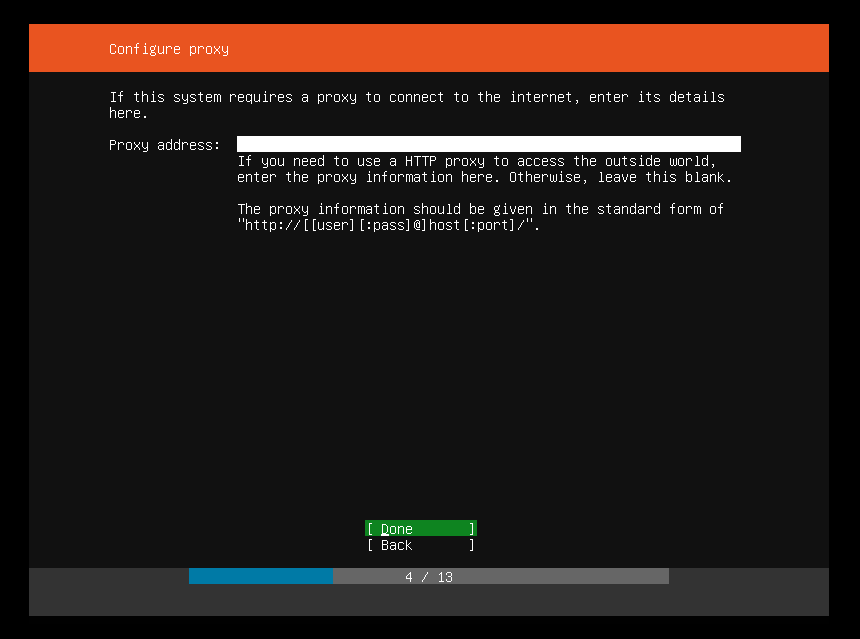 Configure proxy
If this system requires a proxy to connect to the internet, enter its details
here.
Proxy address:
If you need to use a HTTP proxy to access the outside world,
enter the proxy information here. Otherwise, leave this blank.
The proxy information should be given in the standard form of
"http://[[user][:pass]@]host[:port]/".
[ Done ]
[ Back ]
4 / 13